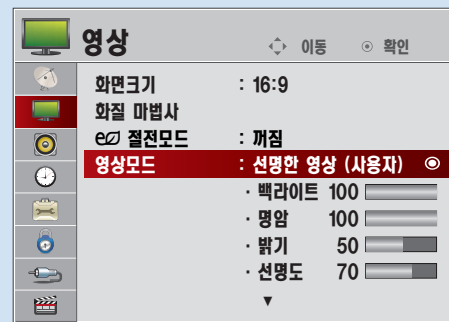 영상
이동 확인
화면크기 : 16:9
화질 마법사
절전모드 : 꺼짐
영상모드 : 선명한 영상 (사용자)
· 백라이트 100
· 명암 100
· 밝기 50
· 선명도 70